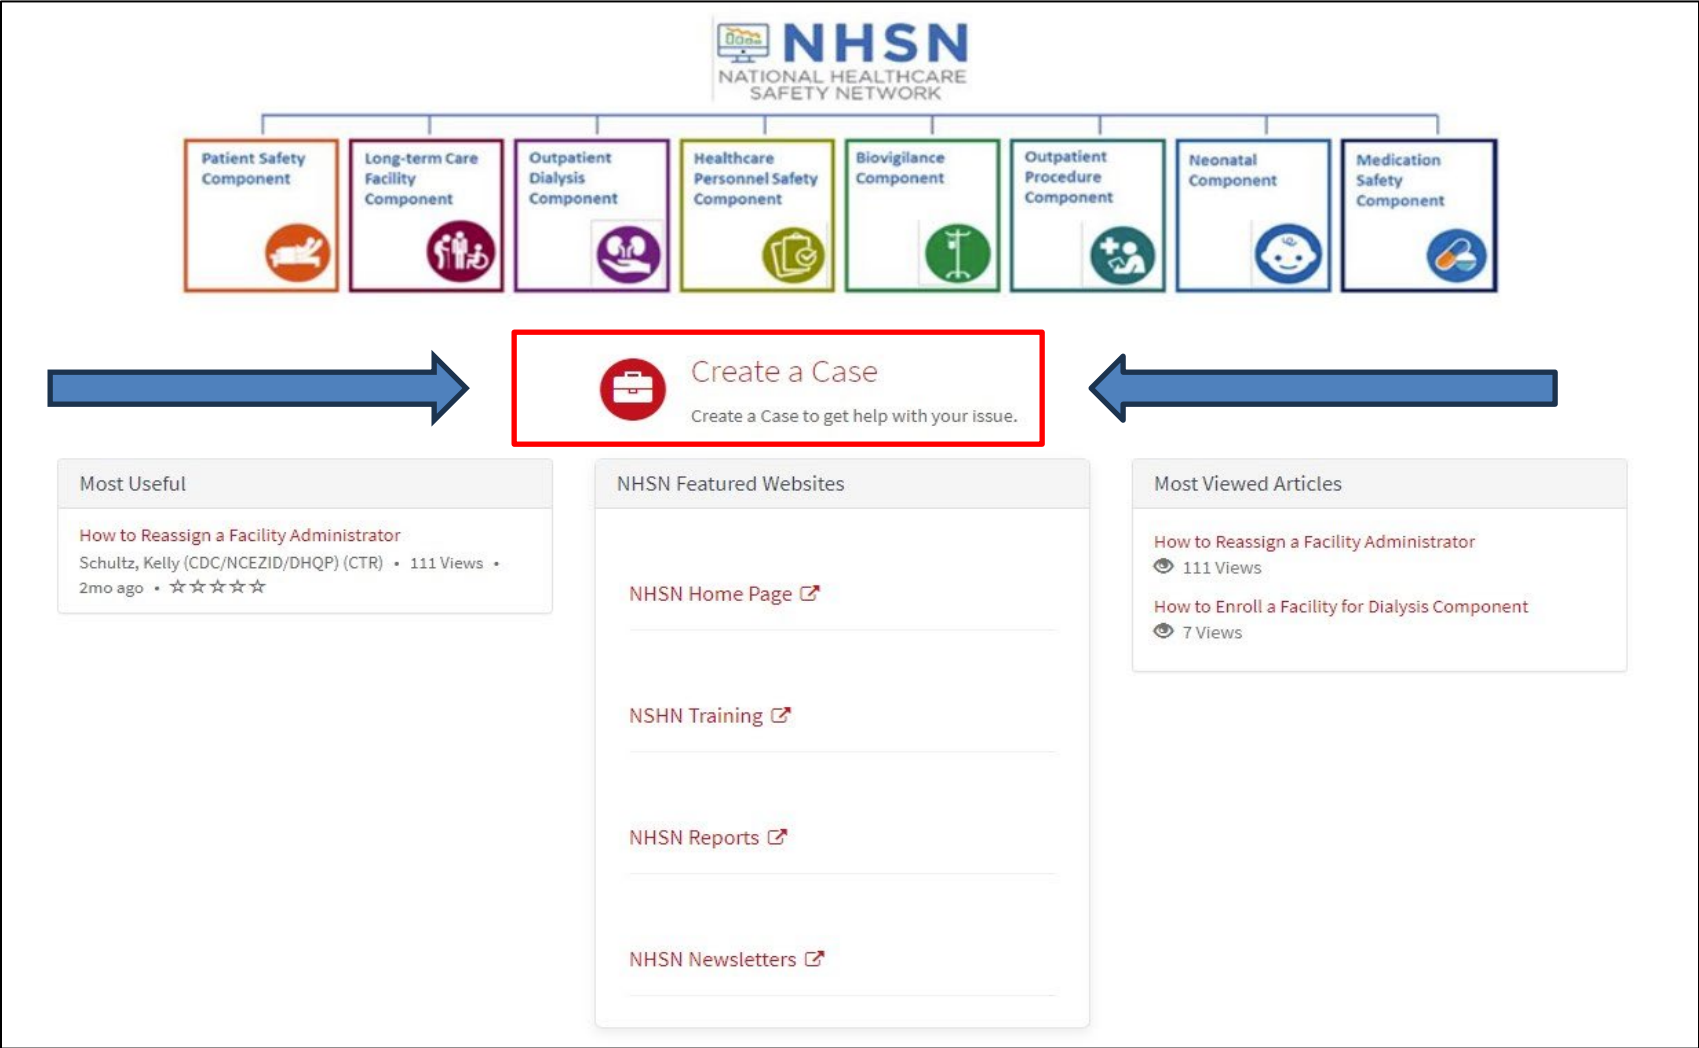 NHSN
NATIONAL HEALTHCARE
SAFETY NETWORK
Patient Safety
Component
Long-term Care
Facility
Component
Outpatient
Dialysis
Component
Healthcare
Personnel Safety
Component
Biovigilance
Component
Outpatient
Procedure
Component
Neonatal
Component
Medication
Safety
Component
Create a Case
Create a Case to get help with your issue.
Most Useful
How to Reassign a Facility Administrator
Schultz, Kelly (CDC/NCEZID/DHQP) (CTR) • 111 Views •
2mo ago • ☆☆☆☆☆
NHSN Featured Websites
NHSN Home Page
NSHN Training
NHSN Reports
NHSN Newsletters
Most Viewed Articles
How to Reassign a Facility Administrator
111 Views
How to Enroll a Facility for Dialysis Component
7 Views